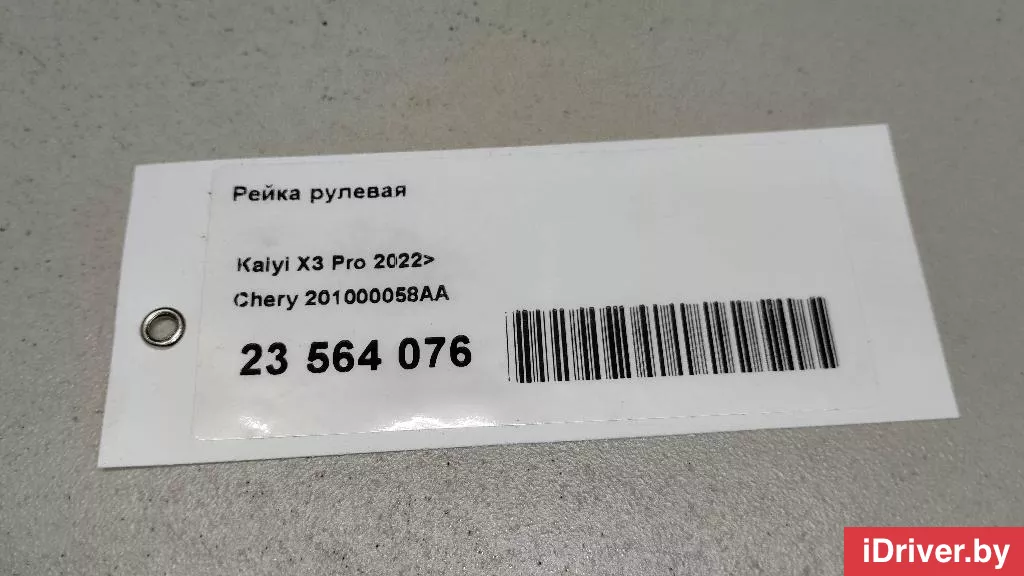 Рейка рулевая
Kaiyi X3 Pro 2022>
Chery 201000058AA
23 564 076
iDriver.by